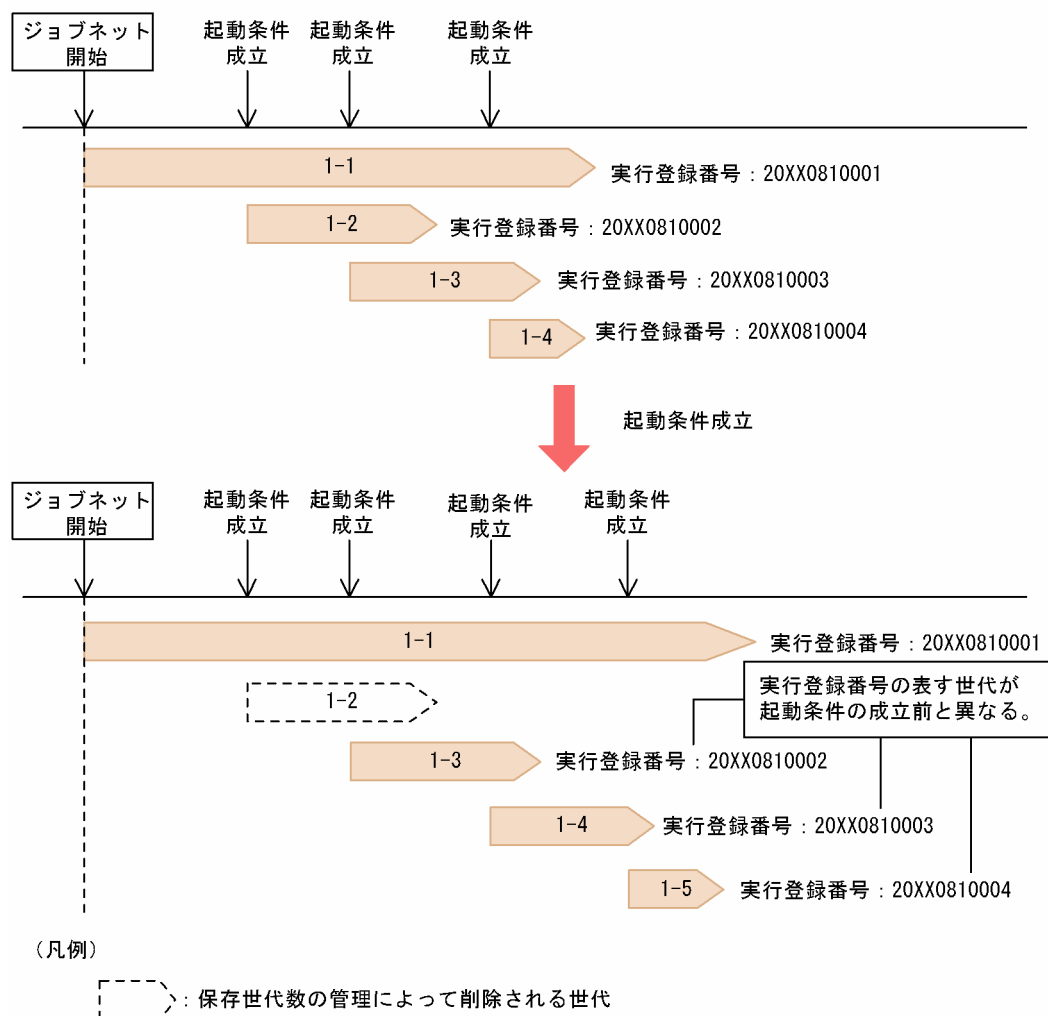 ジョブネット
開始
起動条件
成立
起動条件
成立
起動条件
成立
1-1
実行登録番号：20XX0810001
1-2
実行登録番号：20XX0810002
1-3
実行登録番号：20XX0810003
1-4
実行登録番号：20XX0810004
起動条件成立
ジョブネット
開始
起動条件
成立
起動条件
成立
起動条件
成立
起動条件
成立
1-1
実行登録番号：20XX0810001
1-2
実行登録番号の表す世代が
起動条件の成立前と異なる。
1-3
実行登録番号：20XX0810002
1-4
実行登録番号：20XX0810003
1-5
実行登録番号：20XX0810004
（凡例）
：保存世代数の管理によって削除される世代